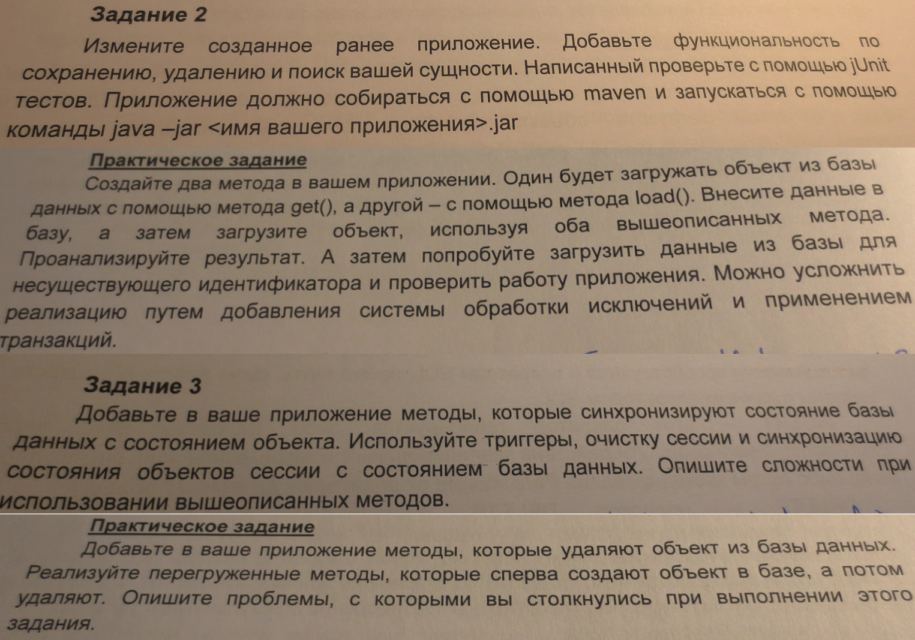 Задание 2
Измените созданное ранее приложение. Добавьте функциональность по
сохранению, удалению и поиск вашей сущности. Написанный проверьте с помощью jUnit
тестов. Приложение должно собираться с помощью maven и запускаться с помощью
команды java –jar <имя вашего приложения>.jar
Практическое задание
Создайте два метода в вашем приложении. Один будет загружать объект из базы
данных с помощью метода get(), а другой – с помощью метода load(). Внесите данные в
базу, а затем загрузите объект, используя оба вышеописанных метода.
Проанализируйте результат. А затем попробуйте загрузить данные из базы для
несуществующего идентификатора и проверить работу приложения. Можно усложнить
реализацию путем добавления системы обработки исключений и применением
транзакций.
Задание 3
Добавьте в ваше приложение методы, которые синхронизируют состояние базы
данных с состоянием объекта. Используйте триггеры, очистку сессии и синхронизацию
состояния объектов сессии с состоянием базы данных. Опишите сложности при
использовании вышеописанных методов.
Практическое задание
Добавьте в ваше приложение методы, которые удаляют объект из базы данных.
Реализуйте перегруженные методы, которые сперва создают объект в базе, а потом
удаляют. Опишите проблемы, с которыми вы столкнулись при выполнении этого
задания.